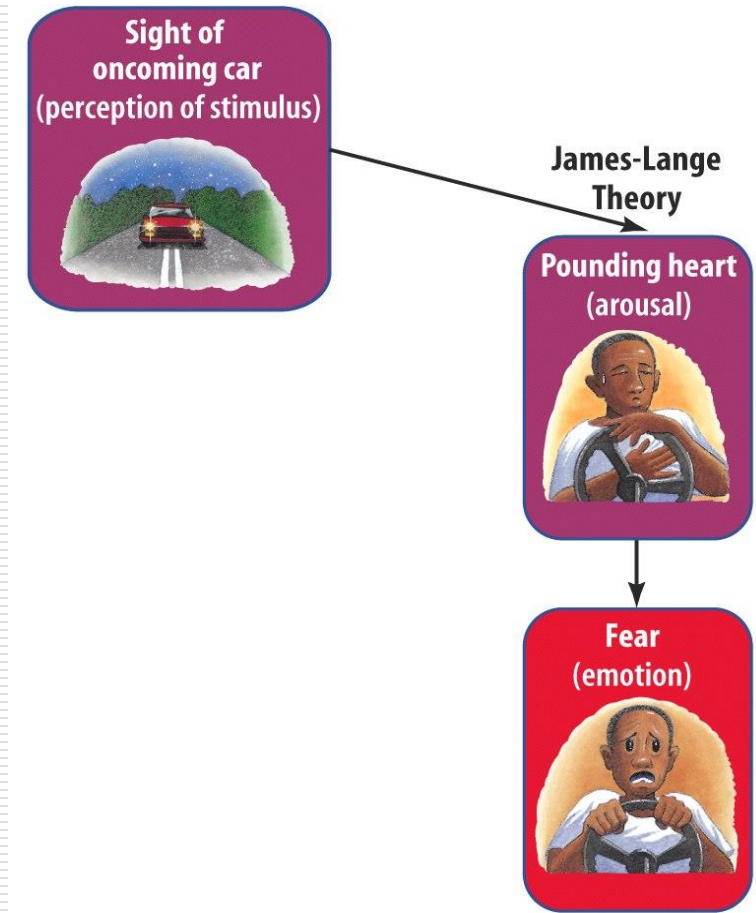 Sight of
oncoming car
(perception of stimulus)
James-Lange
Theory
Pounding heart
(arousal)
Fear
(emotion)